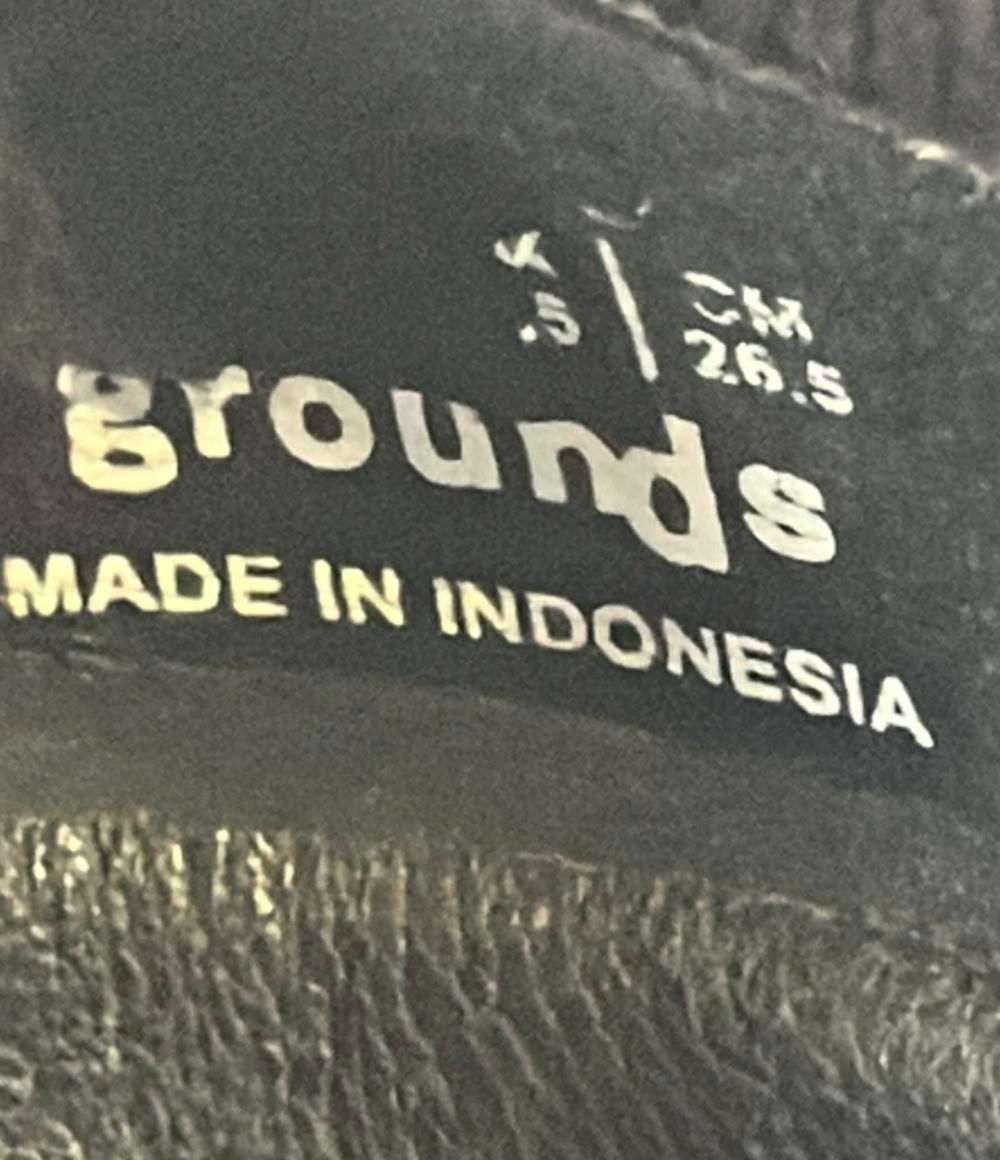 CM
.5 26.5
grounds
MADE IN INDONESIA